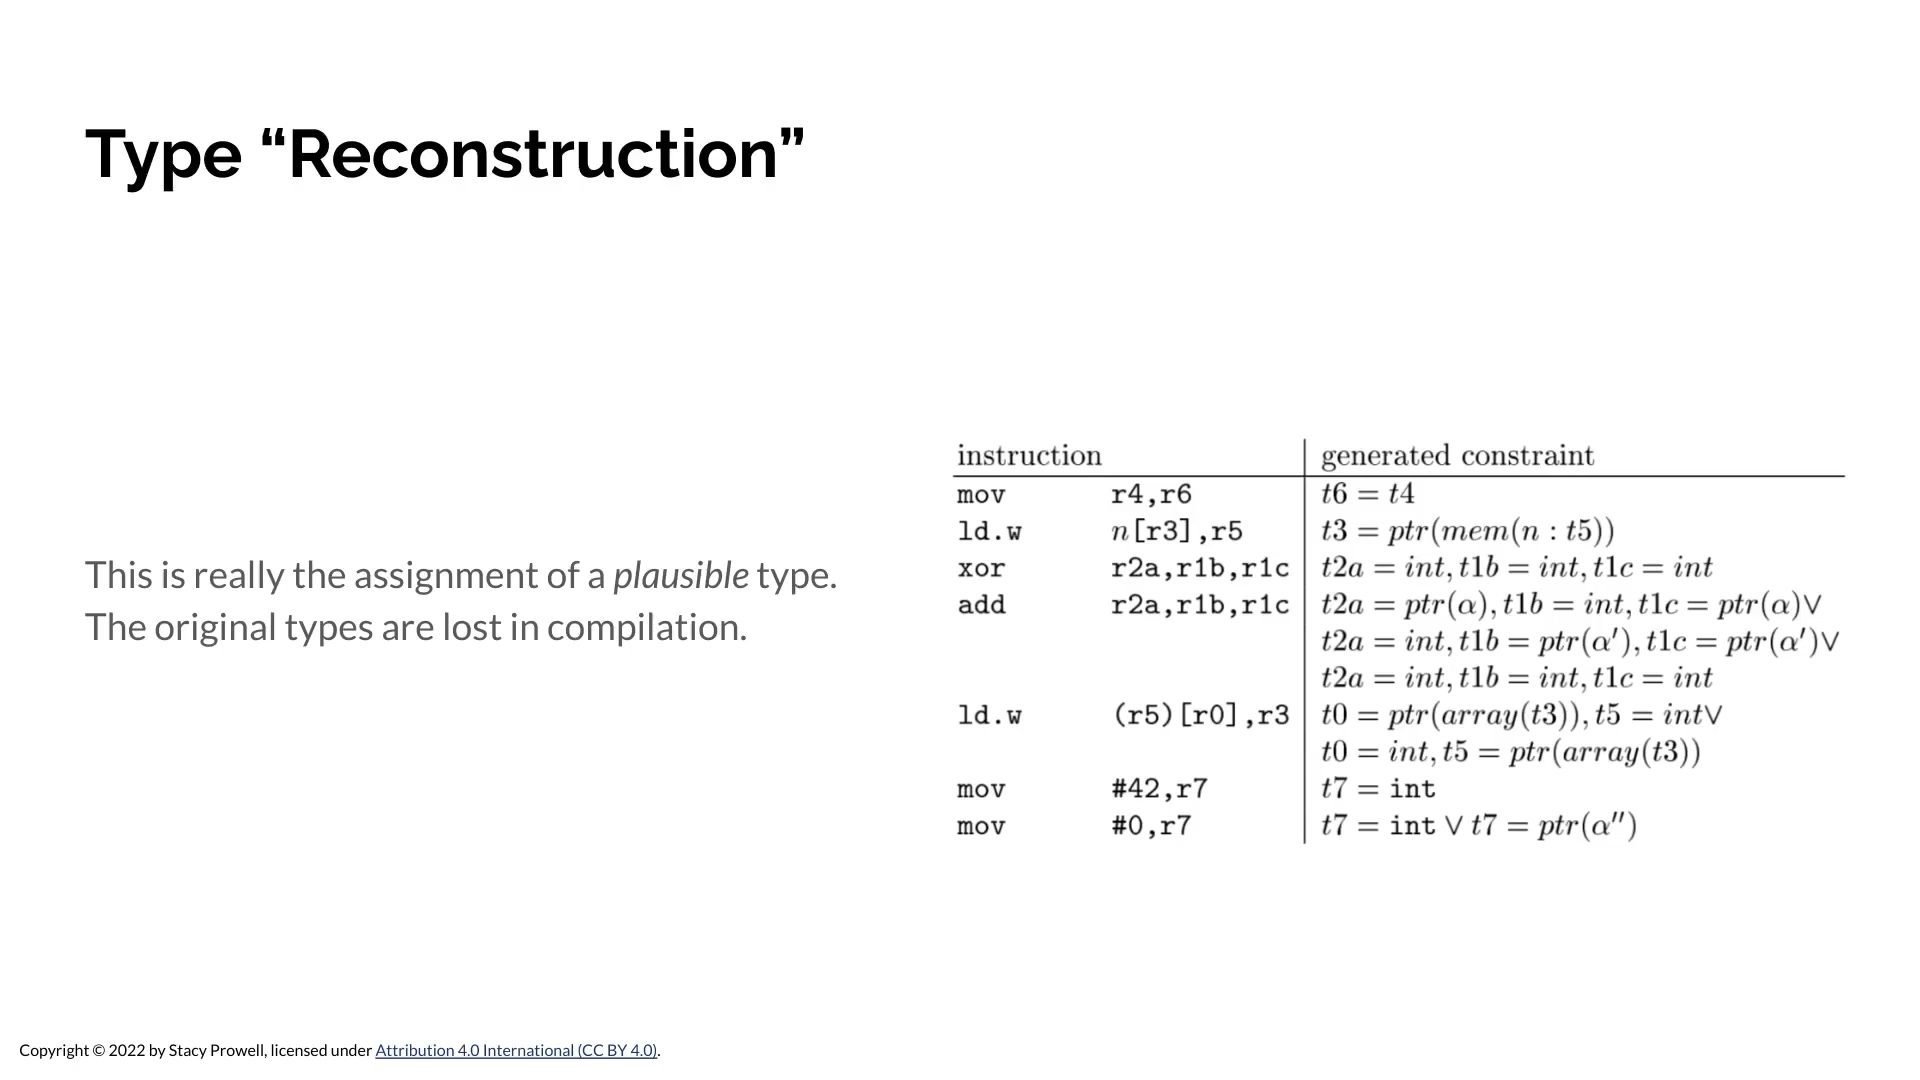 Type “Reconstruction”
This is really the assignment of a plausible type.
The original types are lost in compilation.
instruction generated constraint
mov r4,r6 t6 = t4
ld.w n[r3],r5 t3 = ptr(mem(n : t5))
xor r2a,r1b,r1c t2a = int, t1b = int, t1c = int
add r2a,r1b,r1c t2a = ptr(α), t1b = int, t1c = ptr(α)∨
t2a = int, t1b = ptr(α′), t1c = ptr(α′)∨
t2a = int, t1b = int, t1c = int
ld.w (r5)[r0],r3 t0 = ptr(array(t3)), t5 = int∨
t0 = int, t5 = ptr(array(t3))
mov #42,r7 t7 = int
mov #0,r7 t7 = int ∨ t7 = ptr(α″)
Copyright © 2022 by Stacy Prowell, licensed under Attribution 4.0 International (CC BY 4.0).